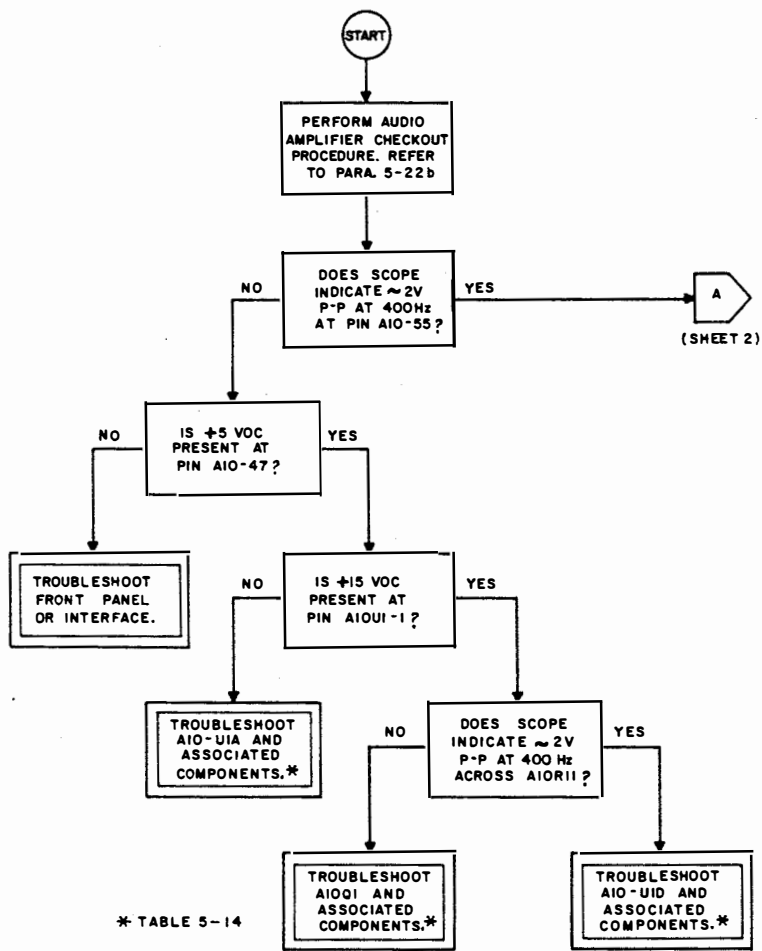 START
PERFORM AUDIO
AMPLIFIER CHECKOUT
PROCEDURE. REFER
TO PARA. 5-22b
DOES SCOPE
INDICATE ~2V
P-P AT 400Hz
AT PIN A10-55?
NO
YES
A
(SHEET 2)
IS +5 VDC
PRESENT AT
PIN A10-47?
NO
YES
TROUBLESHOOT
FRONT PANEL
OR INTERFACE.
IS +15 VDC
PRESENT AT
PIN A10U1-1?
NO
YES
TROUBLESHOOT
A10-U1A AND
ASSOCIATED
COMPONENTS.*
DOES SCOPE
INDICATE ~2V
P-P AT 400 Hz
ACROSS A10R11?
NO
YES
TROUBLESHOOT
A10Q1 AND
ASSOCIATED
COMPONENTS.*
TROUBLESHOOT
A10-U1D AND
ASSOCIATED
COMPONENTS.*
* TABLE 5-14